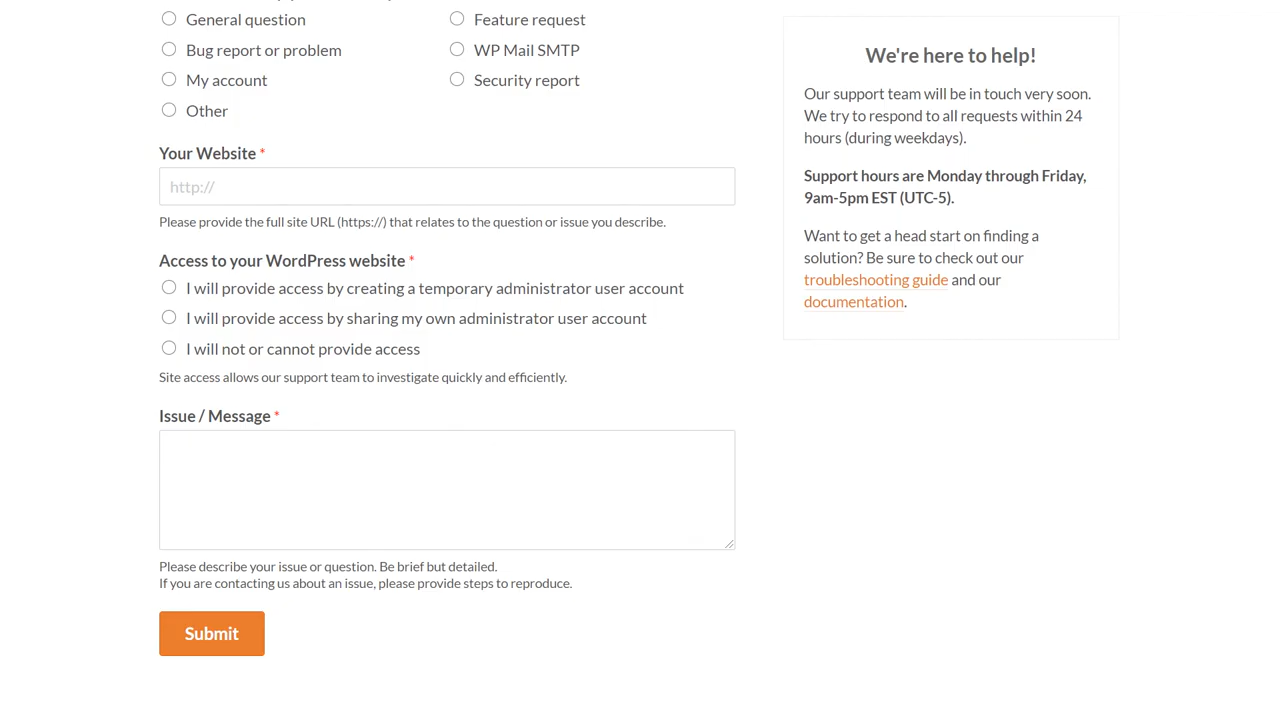 General question
Feature request
Bug report or problem
WP Mail SMTP
My account
Security report
Other
Your Website *
http://
Please provide the full site URL (https://) that relates to the question or issue you describe.
Access to your WordPress website *
I will provide access by creating a temporary administrator user account
I will provide access by sharing my own administrator user account
I will not or cannot provide access
Site access allows our support team to investigate quickly and efficiently.
Issue / Message *
Please describe your issue or question. Be brief but detailed.
If you are contacting us about an issue, please provide steps to reproduce.
Submit
We're here to help!
Our support team will be in touch very soon.
We try to respond to all requests within 24
hours (during weekdays).
Support hours are Monday through Friday,
9am-5pm EST (UTC-5).
Want to get a head start on finding a
solution? Be sure to check out our
troubleshooting guide and our
documentation.